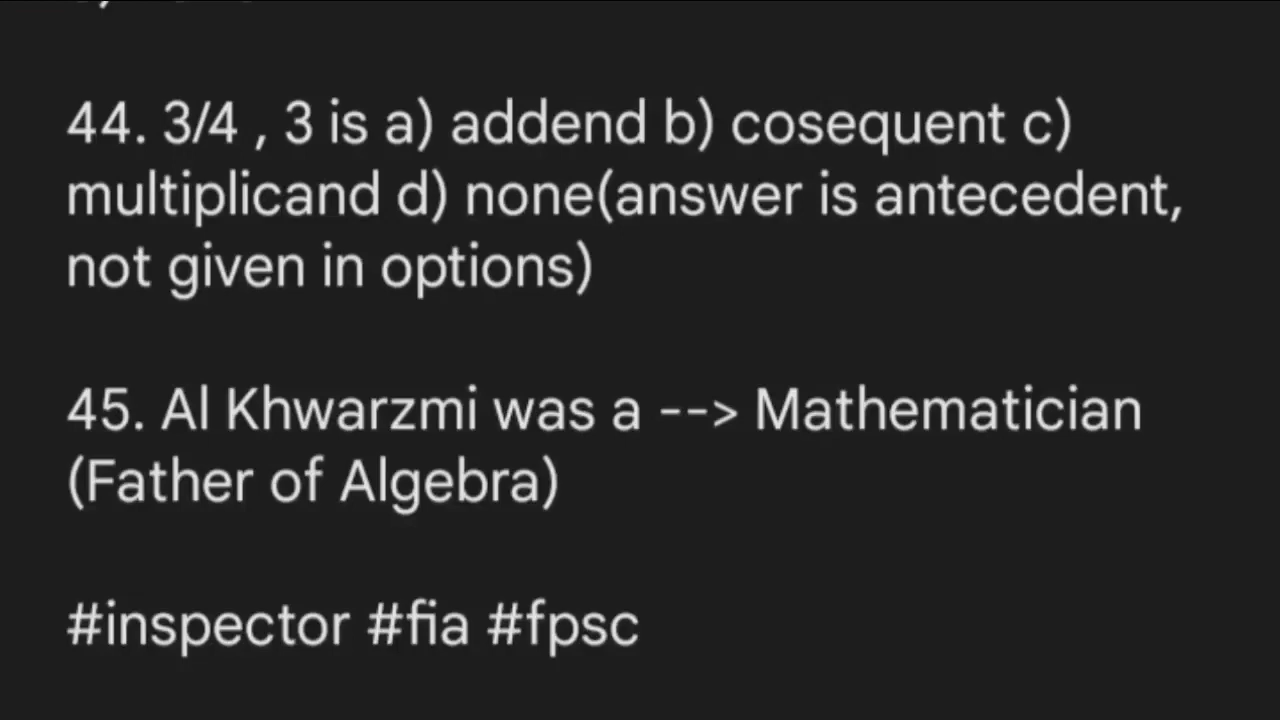 44. 3/4 , 3 is a) addend b) cosequent c)
multiplicand d) none(answer is antecedent,
not given in options)
45. Al Khwarzmi was a --> Mathematician
(Father of Algebra)
#inspector #fia #fpsc